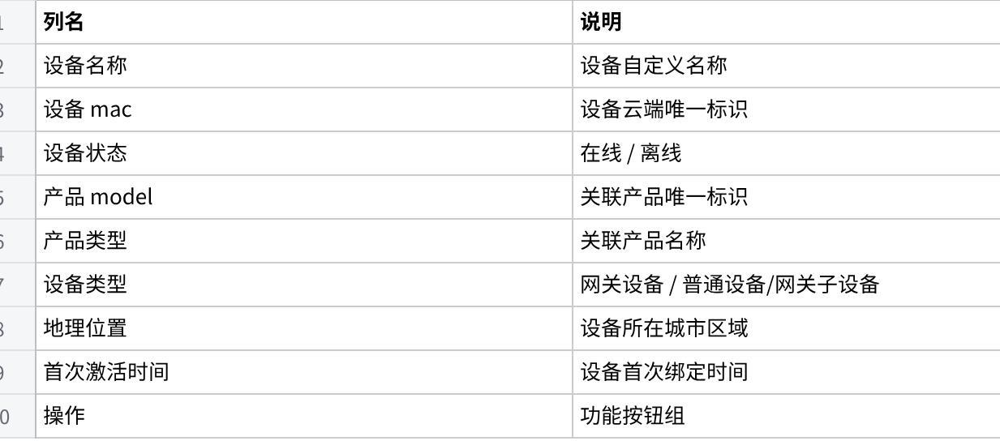 1 列名 说明
2 设备名称 设备自定义名称
3 设备 mac 设备云端唯一标识
4 设备状态 在线 / 离线
5 产品 model 关联产品唯一标识
6 产品类型 关联产品名称
7 设备类型 网关设备 / 普通设备/网关子设备
8 地理位置 设备所在城市区域
9 首次激活时间 设备首次绑定时间
0 操作 功能按钮组